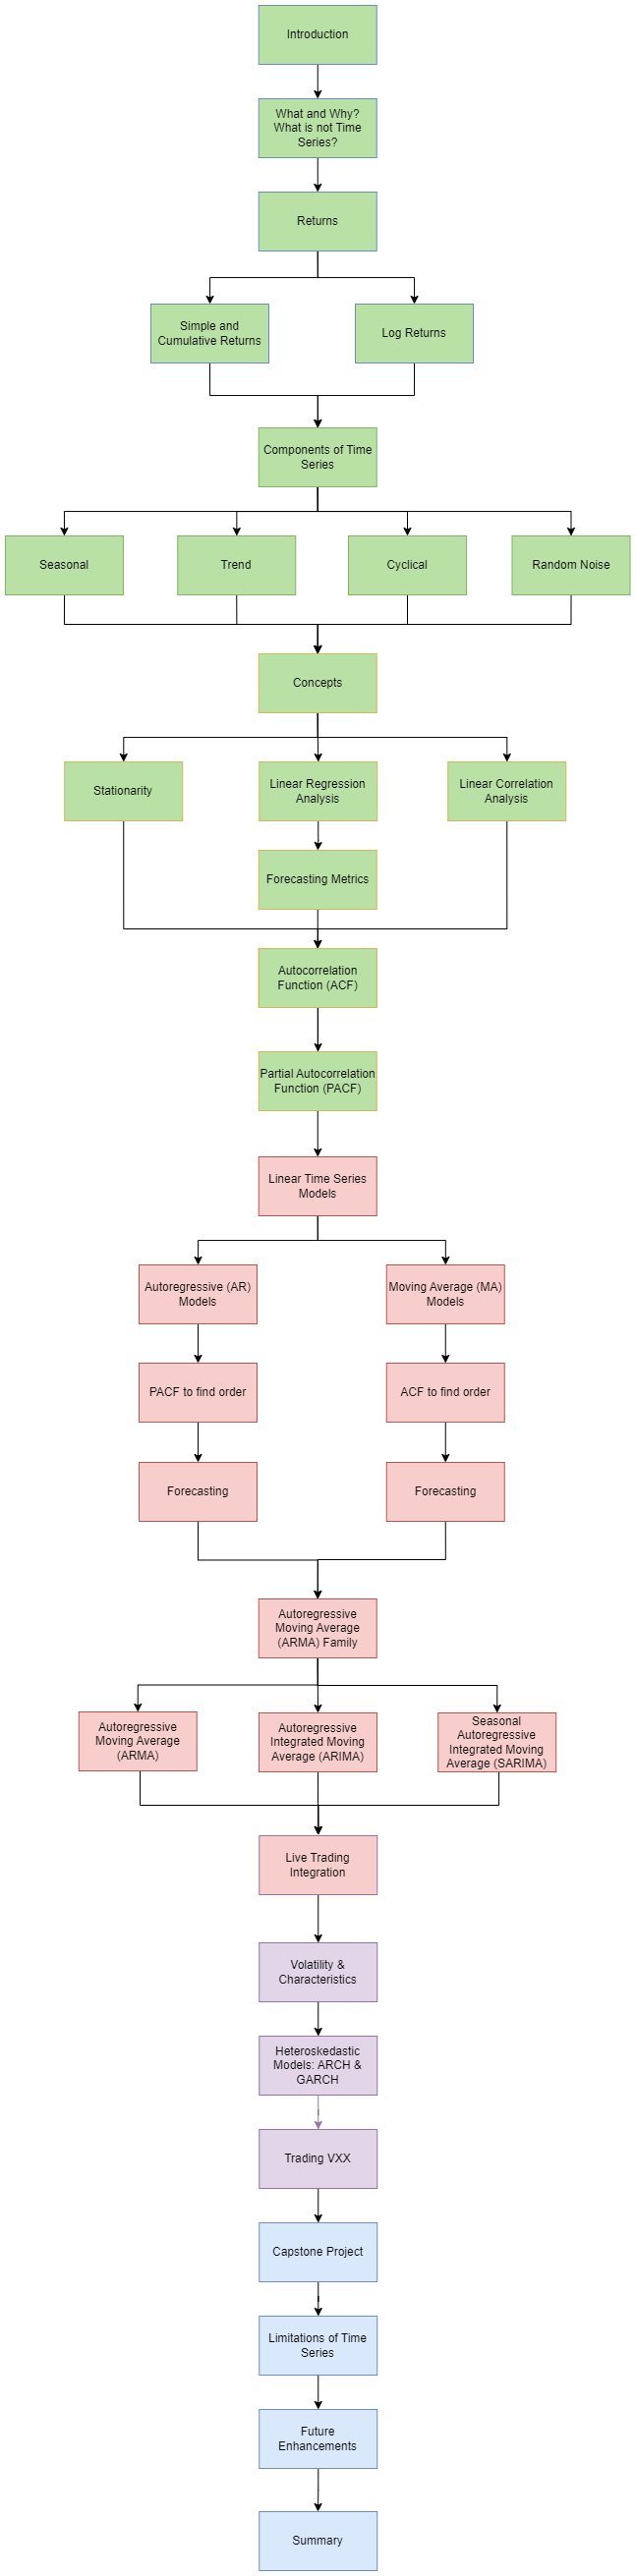 Introduction
What and Why?
What is not Time
Series?
Returns
Simple and
Cumulative Returns
Log Returns
Components of Time
Series
Seasonal
Trend
Cyclical
Random Noise
Concepts
Stationarity
Linear Regression
Analysis
Linear Correlation
Analysis
Forecasting Metrics
Autocorrelation
Function (ACF)
Partial Autocorrelation
Function (PACF)
Linear Time Series
Models
Autoregressive (AR)
Models
Moving Average (MA)
Models
PACF to find order
ACF to find order
Forecasting
Forecasting
Autoregressive
Moving Average
(ARMA) Family
Autoregressive
Moving Average
(ARMA)
Autoregressive
Integrated Moving
Average (ARIMA)
Seasonal
Autoregressive
Integrated Moving
Average (SARIMA)
Live Trading
Integration
Volatility &
Characteristics
Heteroskedastic
Models: ARCH &
GARCH
Trading VXX
Capstone Project
Limitations of Time
Series
Future
Enhancements
Summary